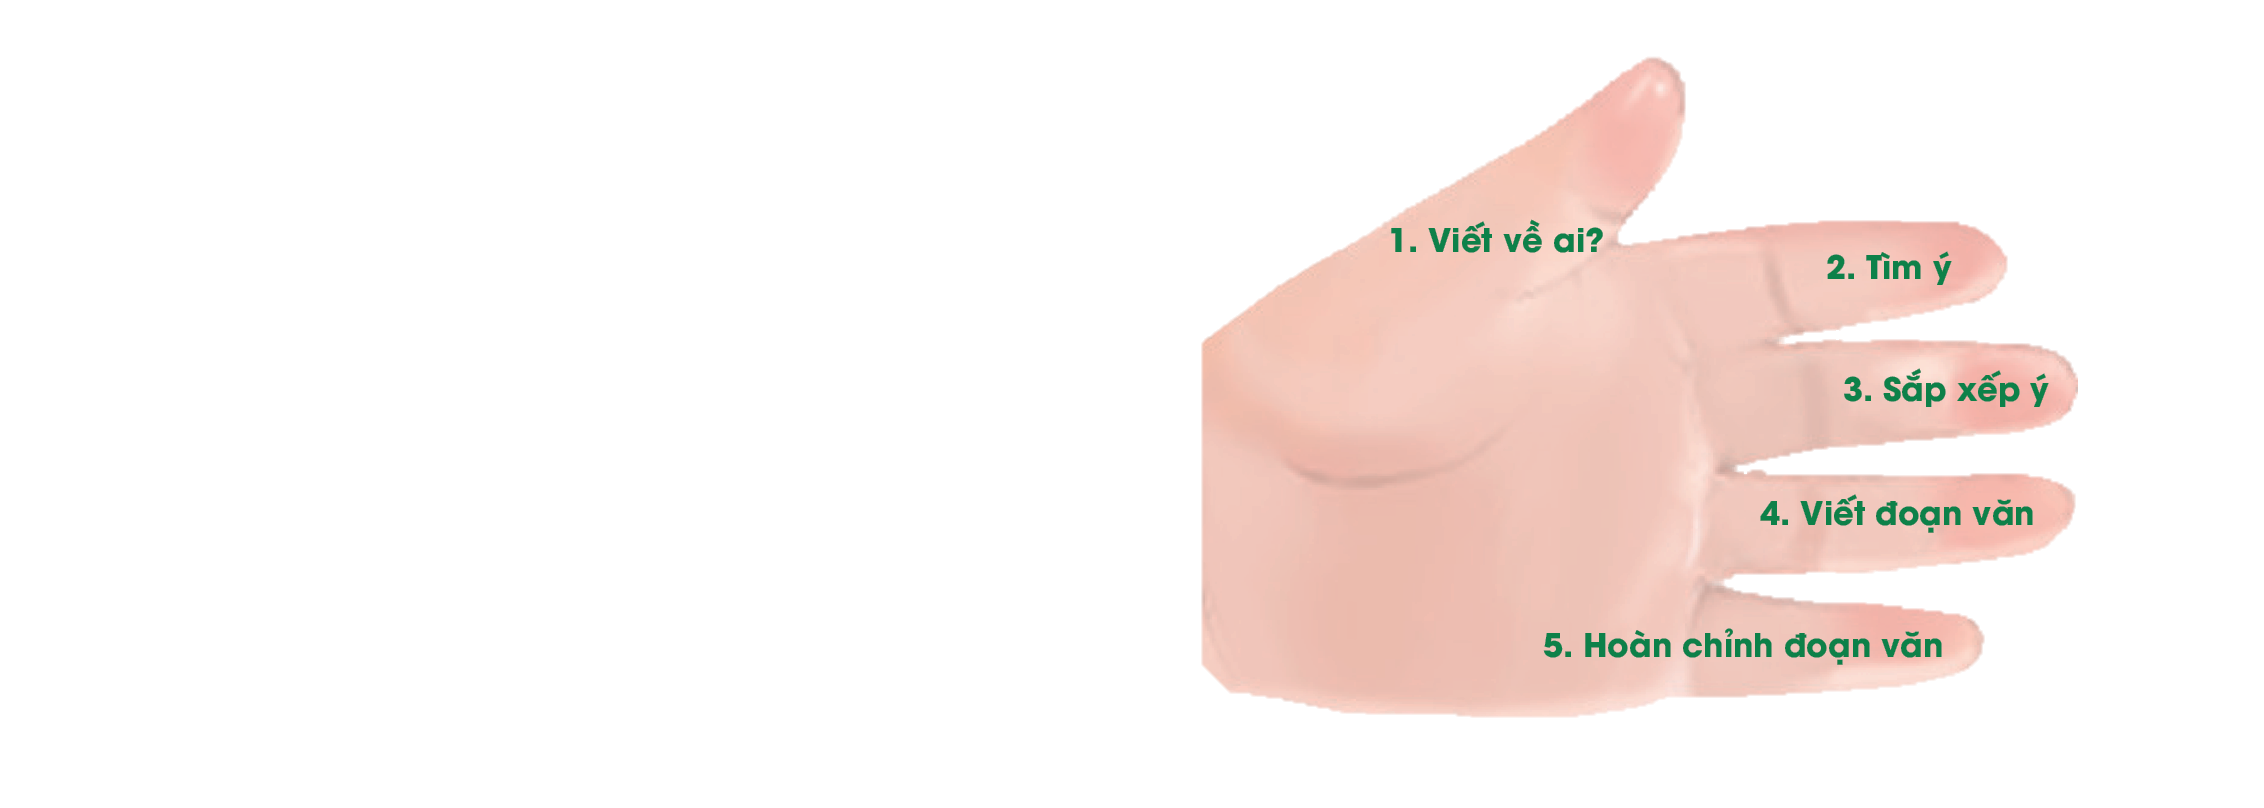 1. Viết về ai?
2. Tìm ý
3. Sắp xếp ý
4. Viết đoạn văn
5. Hoàn chỉnh đoạn văn